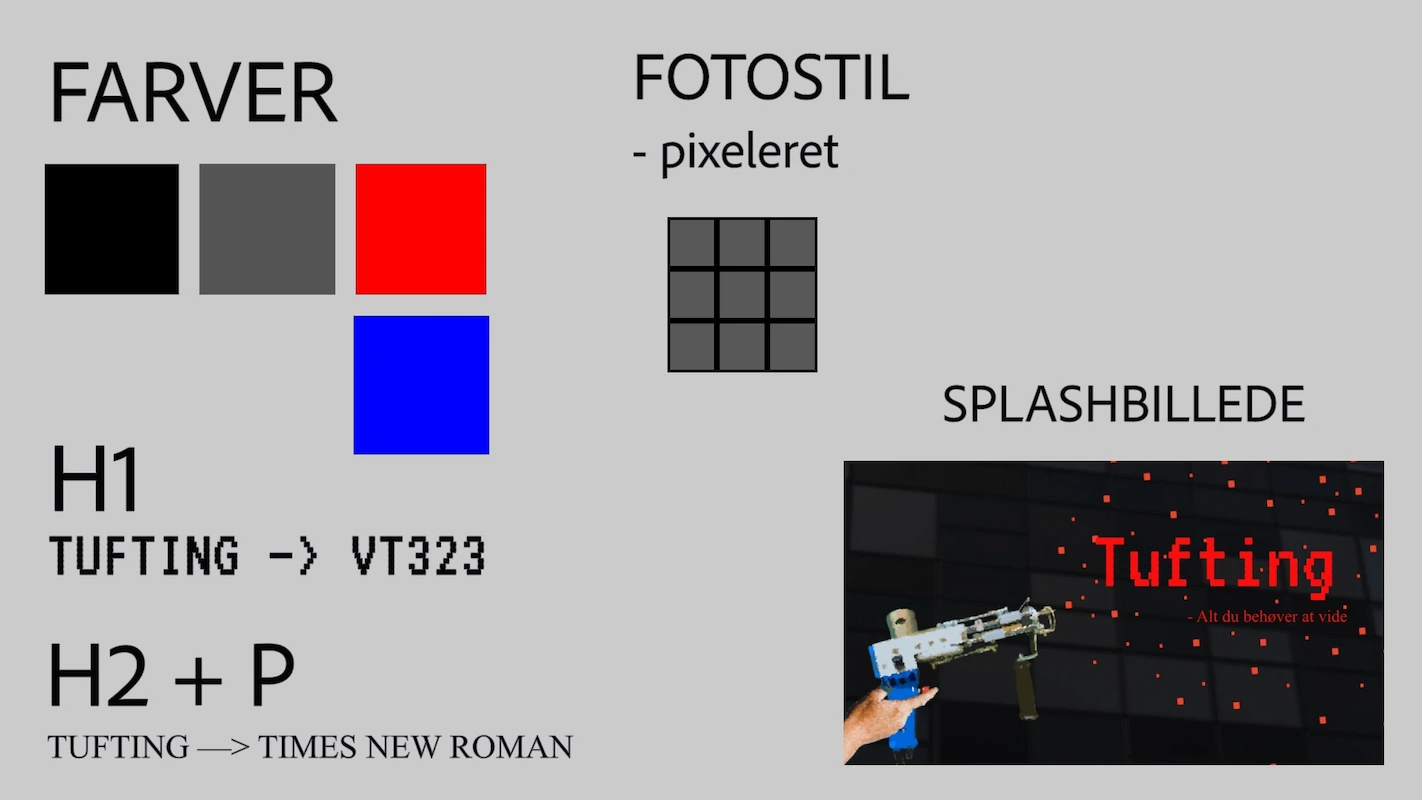 FARVER
H1
TUFTING -> VT323
H2 + P
TUFTING —> TIMES NEW ROMAN
FOTOSTIL
- pixeleret
SPLASHBILLEDE
Tufting
- Alt du behøver at vide